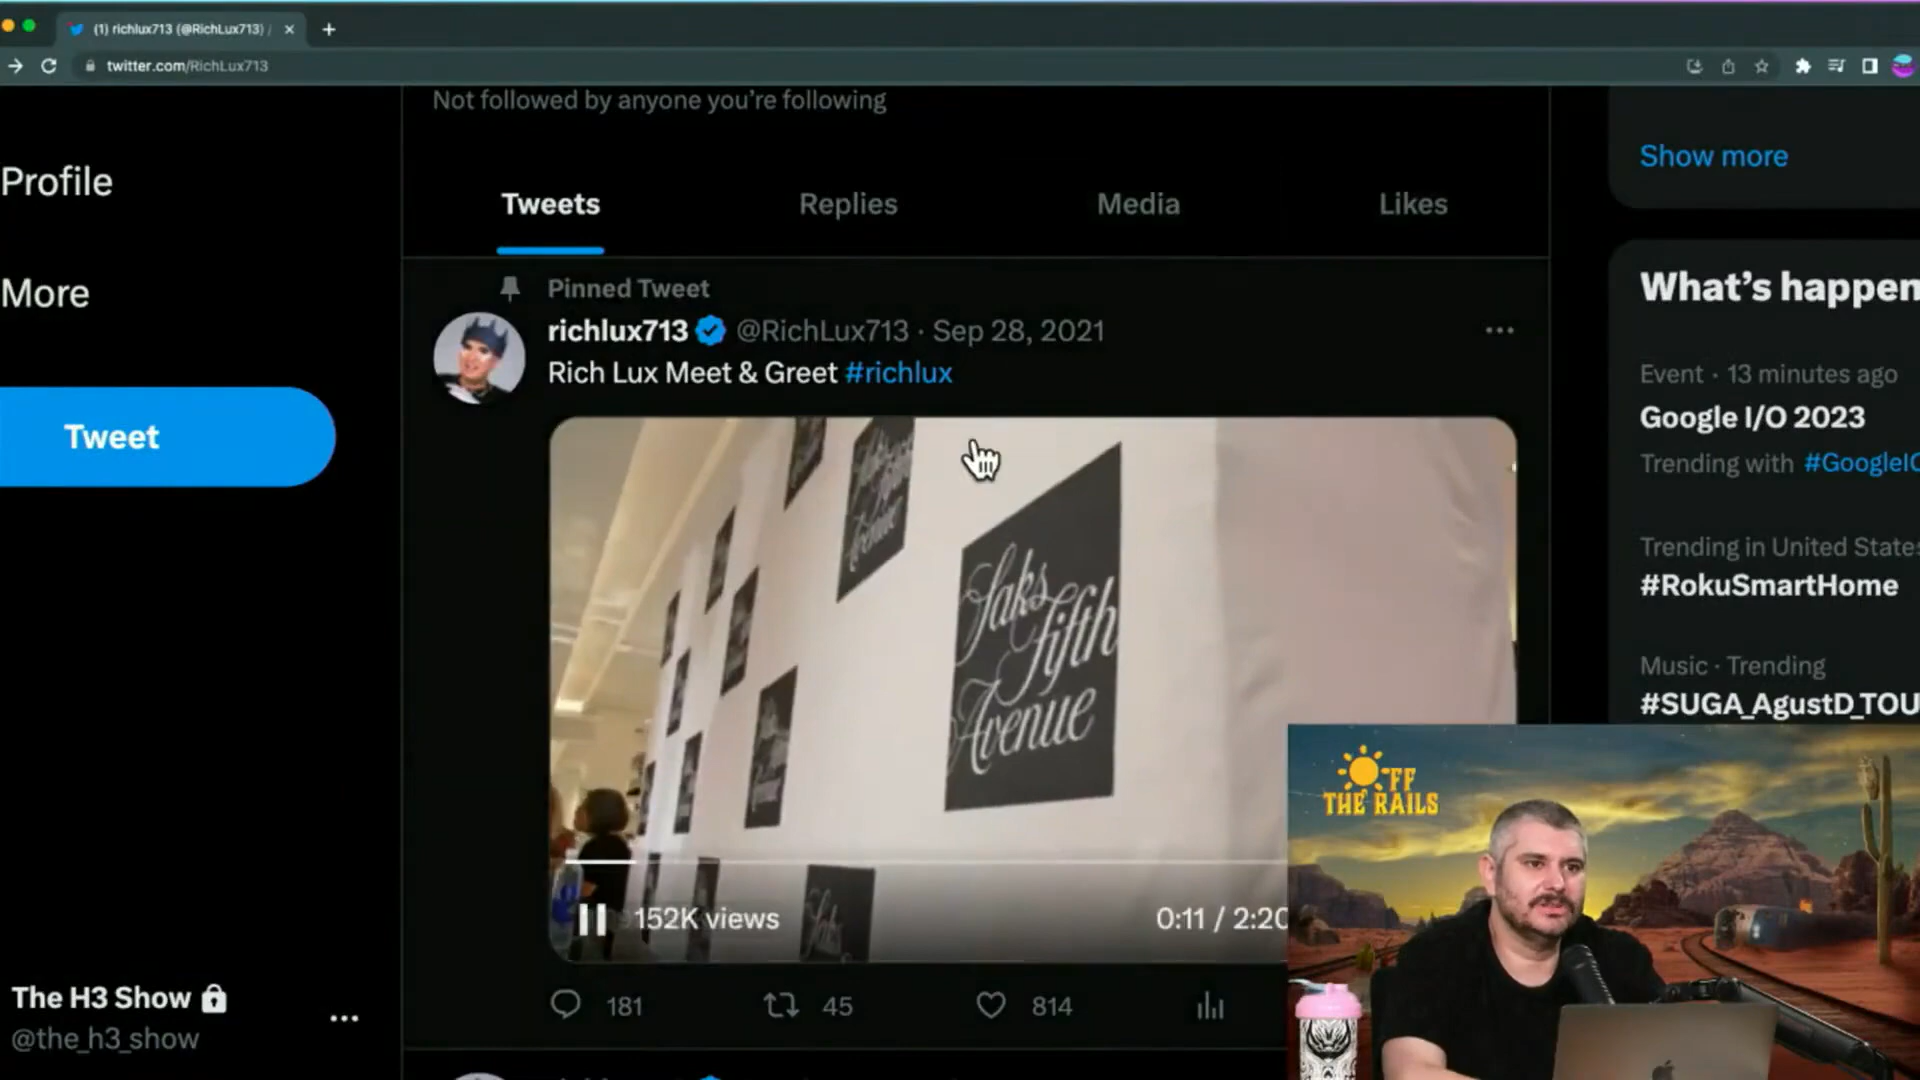 (1) richlux713 (@RichLux713) /
twitter.com/RichLux713
Not followed by anyone you're following
Profile
More
Tweet
The H3 Show
@the_h3_show
Tweets
Replies
Media
Likes
Pinned Tweet
richlux713 @RichLux713 · Sep 28, 2021
Rich Lux Meet & Greet #richlux
Saks
Fifth
Avenue
152K views
0:11 / 2:20
181
45
814
Show more
What's happen
Event · 13 minutes ago
Google I/O 2023
Trending with #GoogleIO
Trending in United States
#RokuSmartHome
Music · Trending
#SUGA_AgustD_TOU
OFF
THE RAILS